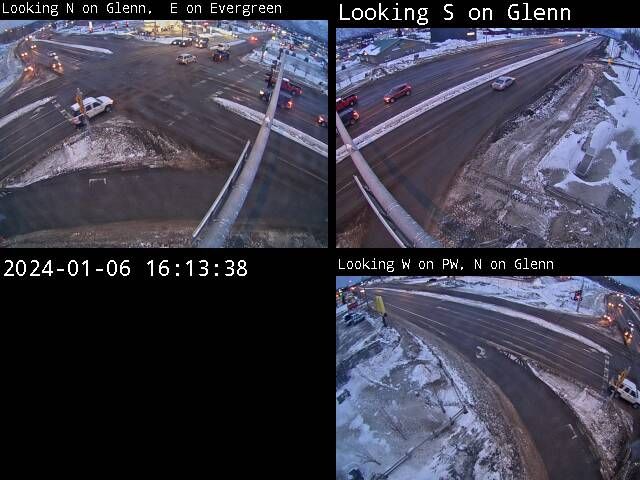 Looking N on Glenn,  E on Evergreen
Looking S on Glenn
2024-01-06 16:13:38
Looking W on PW, N on Glenn